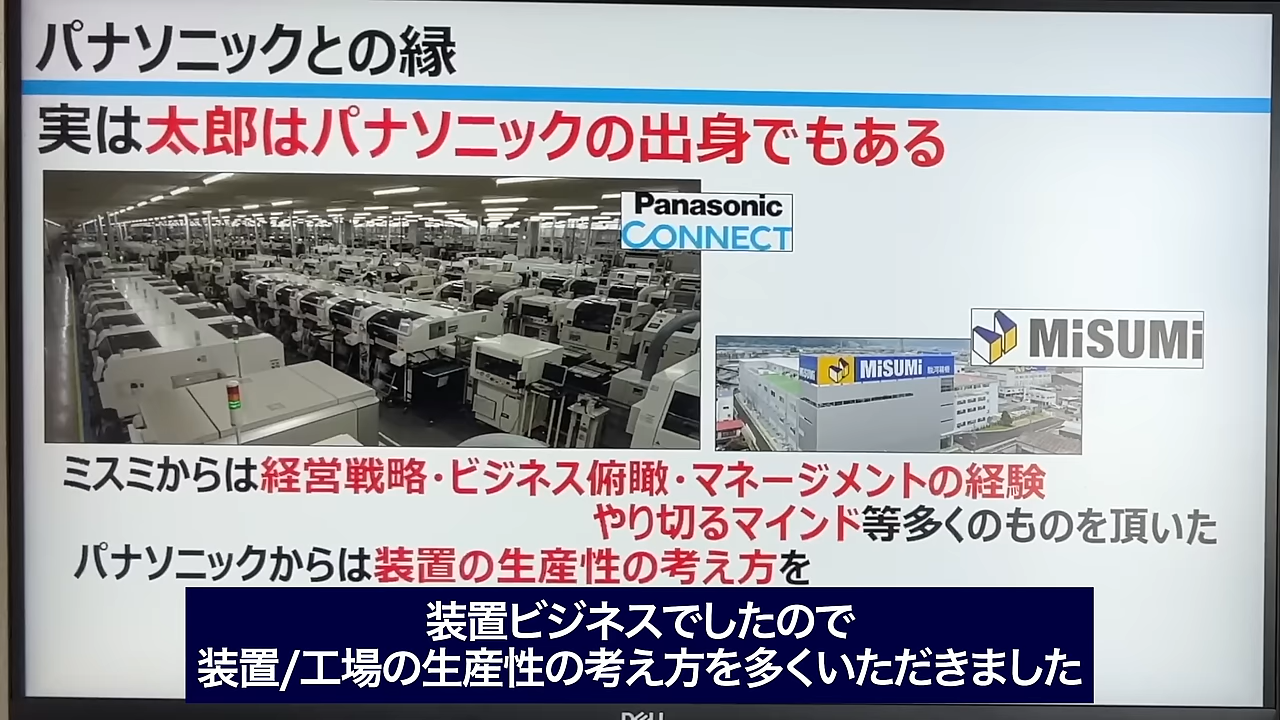 パナソニックとの縁
実は太郎はパナソニックの出身でもある
Panasonic
CONNECT
MiSUMi
MiSUMi
ミスミからは経営戦略・ビジネス俯瞰・マネージメントの経験
やり切るマインド等多くのものを頂いた
パナソニックからは装置の生産性の考え方を
装置ビジネスでしたので
装置/工場の生産性の考え方を多くいただきました
DELL